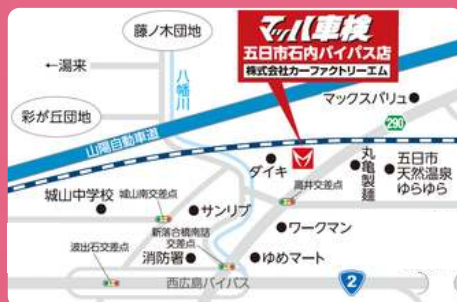 藤ノ木団地
マッハ車検
五日市石内バイパス店
株式会社カーファクトリーエム
←湯来
八幡川
マックスバリュ
彩が丘団地
290
山陽自動車道
ダイキ
丸亀製麺
五日市
天然温泉
ゆらゆら
城山中学校
城山南交差点
高井交差点
サンリブ
新落合橋南詰
交差点
ワークマン
波出石交差点
消防署
ゆめマート
西広島バイパス
2